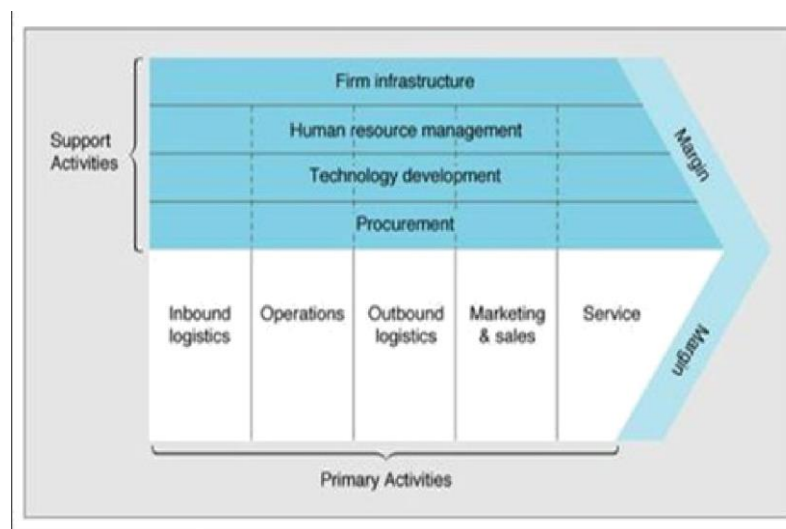 Firm infrastructure
Support
Activities
Human resource management
Technology development
Procurement
Margin
Inbound
logistics
Operations
Outbound
logistics
Marketing
& sales
Service
Margin
Primary Activities